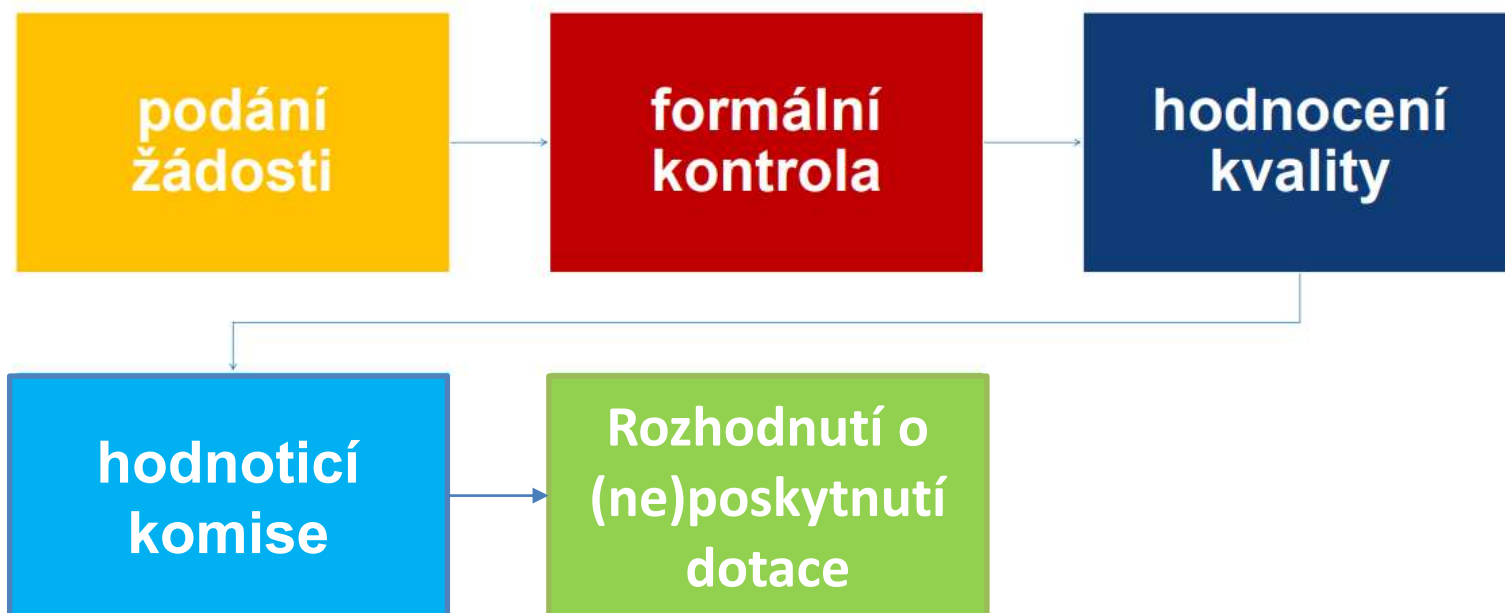 podání
žádosti
formální
kontrola
hodnocení
kvality
hodnoticí
komise
Rozhodnutí o
(ne)poskytnutí
dotace